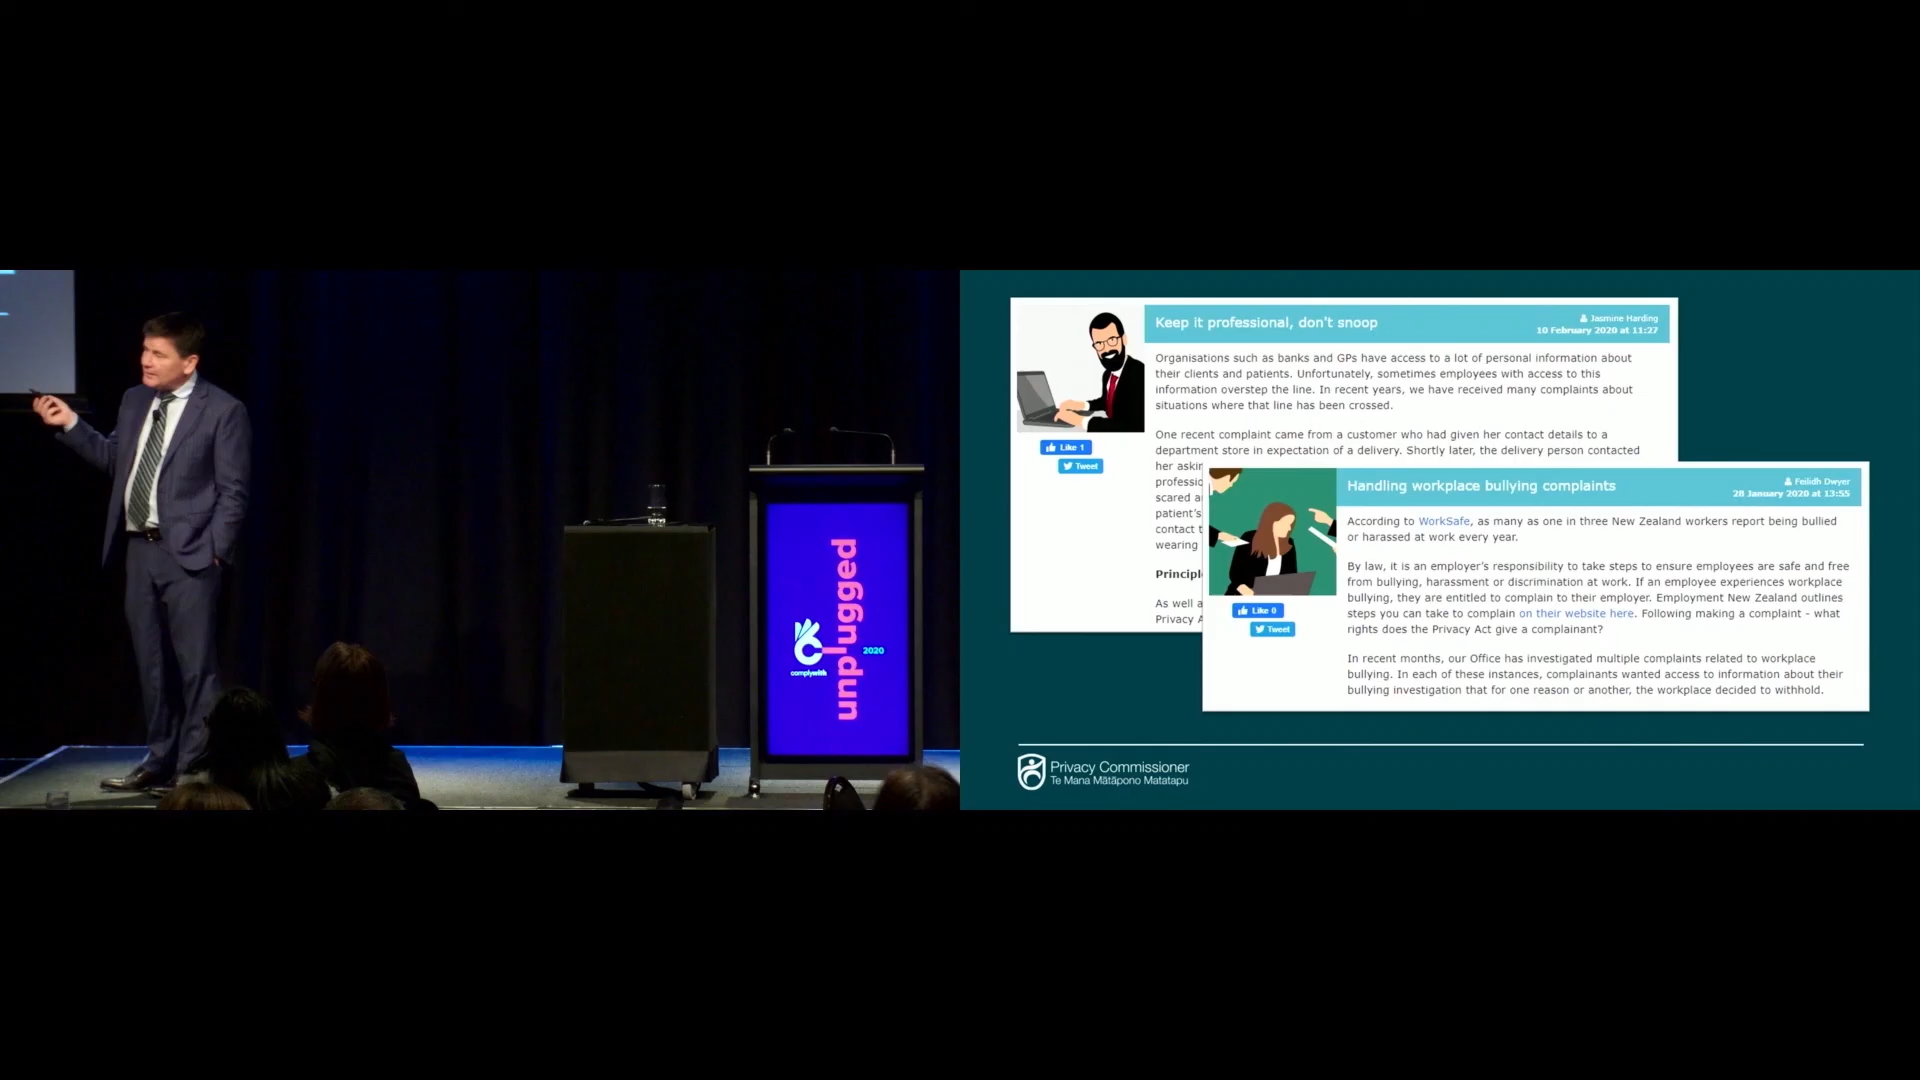 unplugged
2020
complywith
Keep it professional, don't snoop
Jasmine Harding
10 February 2020 at 11:27
Organisations such as banks and GPs have access to a lot of personal information about
their clients and patients. Unfortunately, sometimes employees with access to this
information overstep the line. In recent years, we have received many complaints about
situations where that line has been crossed.
One recent complaint came from a customer who had given her contact details to a
department store in expectation of a delivery. Shortly later, the delivery person contacted
her
scared
patient's
contact
wearing
As well
Privacy
Like 1
Tweet
Handling workplace bullying complaints
Feilidh Dwyer
28 January 2020 at 13:55
According to WorkSafe, as many as one in three New Zealand workers report being bullied
or harassed at work every year.
By law, it is an employer's responsibility to take steps to ensure employees are safe and free
from bullying, harassment or discrimination at work. If an employee experiences workplace
bullying, they are entitled to complain to their employer. Employment New Zealand outlines
steps you can take to complain on their website here. Following making a complaint - what
rights does the Privacy Act give a complainant?
In recent months, our Office has investigated multiple complaints related to workplace
bullying. In each of these instances, complainants wanted access to information about their
bullying investigation that for one reason or another, the workplace decided to withhold.
Like 0
Tweet
Privacy Commissioner
Te Mana Mātāpono Matatapu